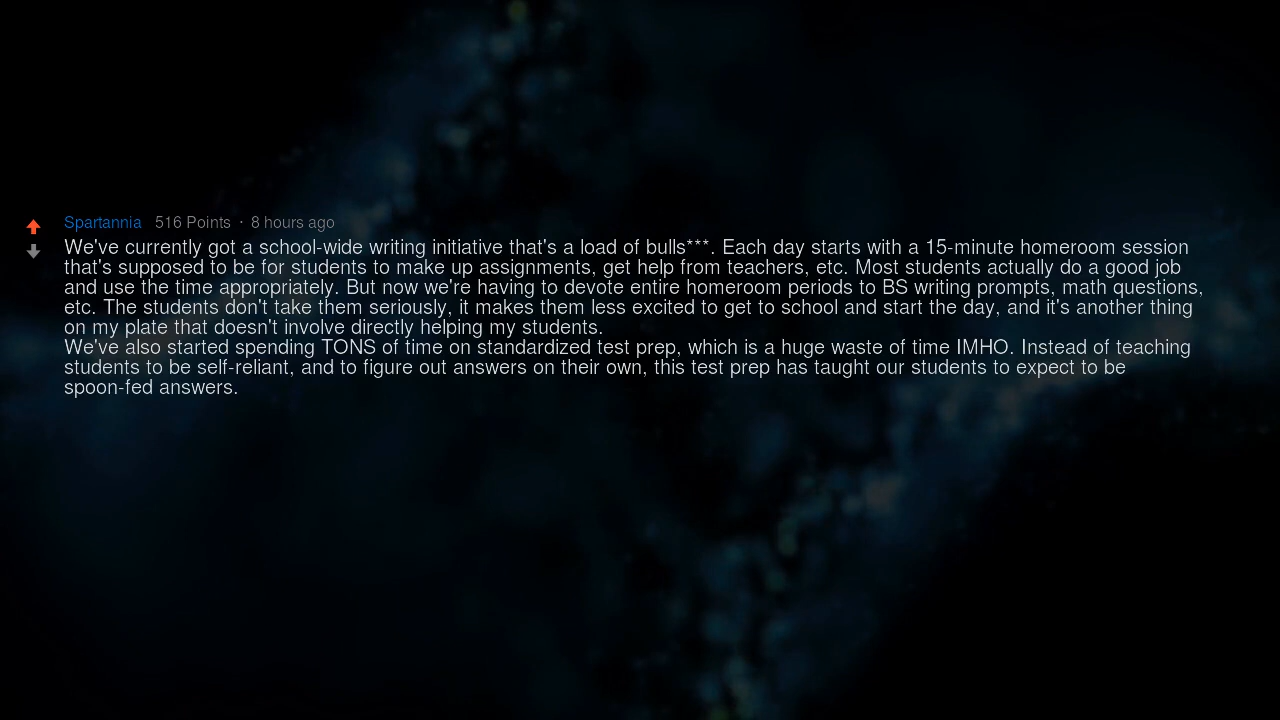 Spartannia 516 Points · 8 hours ago
We've currently got a school-wide writing initiative that's a load of bulls***. Each day starts with a 15-minute homeroom session
that's supposed to be for students to make up assignments, get help from teachers, etc. Most students actually do a good job
and use the time appropriately. But now we're having to devote entire homeroom periods to BS writing prompts, math questions,
etc. The students don't take them seriously, it makes them less excited to get to school and start the day, and it's another thing
on my plate that doesn't involve directly helping my students.
We've also started spending TONS of time on standardized test prep, which is a huge waste of time IMHO. Instead of teaching
students to be self-reliant, and to figure out answers on their own, this test prep has taught our students to expect to be
spoon-fed answers.